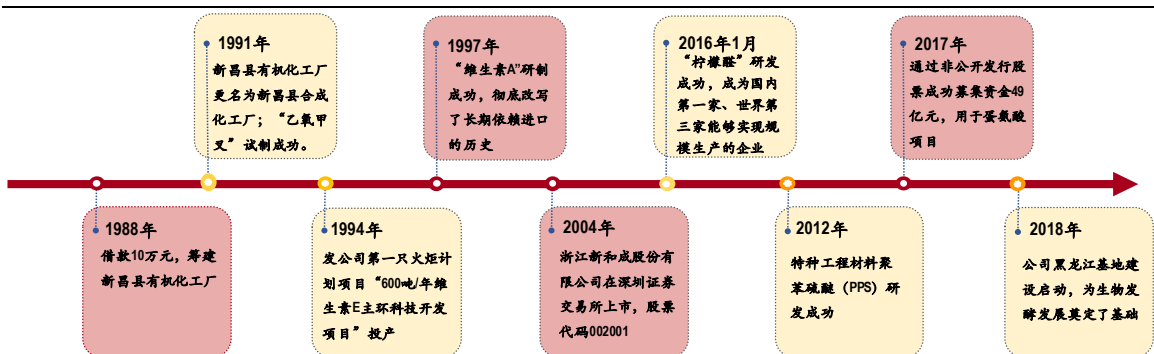 1991年
新昌县有机化工厂
更名为新昌县合成
化工厂；“乙氧甲
叉”试制成功。
1997年
“维生素A”研制
成功，彻底改写
了长期依赖进口
的历史
2016年1月
“柠檬醛”研发
成功，成为国内
第一家、世界第
三家能够实现规
模生产的企业
2017年
通过非公开发行股
票成功募集资金49
亿元，用于蛋氨酸
项目
1988年
借款10万元，筹建
新昌县有机化工厂
1994年
发公司第一只火炬计
划项目“600吨/年维
生素E主环科技开发
项目”投产
2004年
浙江新和成股份有
限公司在深圳证券
交易所上市，股票
代码002001
2012年
特种工程材料聚
苯硫醚（PPS）研
发成功
2018年
公司黑龙江基地建
设启动，为生物发
酵发展奠定了基础